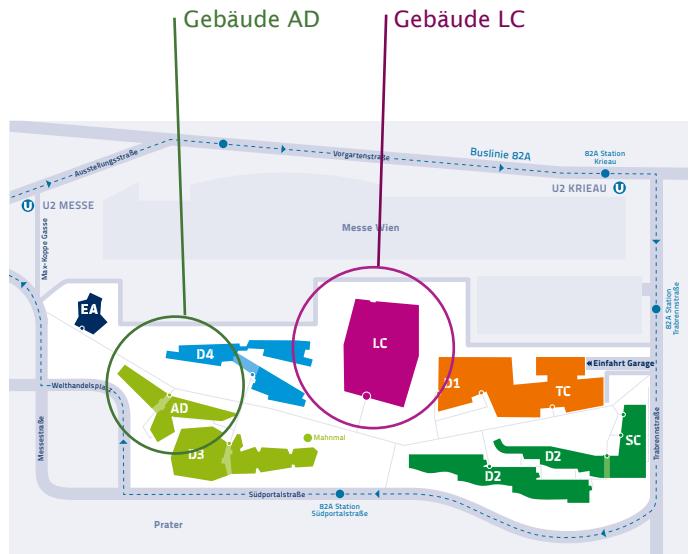 Gebäude AD
Gebäude LC
Ausstellungsstraße
Vorgartenstraße
Buslinie 82A
82A Station
Krieau
U2 KRIEAU
U
U
U2 MESSE
Messe Wien
Max-Koppe Gasse
82A Station
Trabrennstraße
EA
D4
LC
D1
TC
Einfahrt Garage
Welthandelsplatz
AD
Mahnmal
D3
SC
D2
D2
Messestraße
Trabrennstraße
Südportalstraße
82A Station
Südportalstraße
Prater